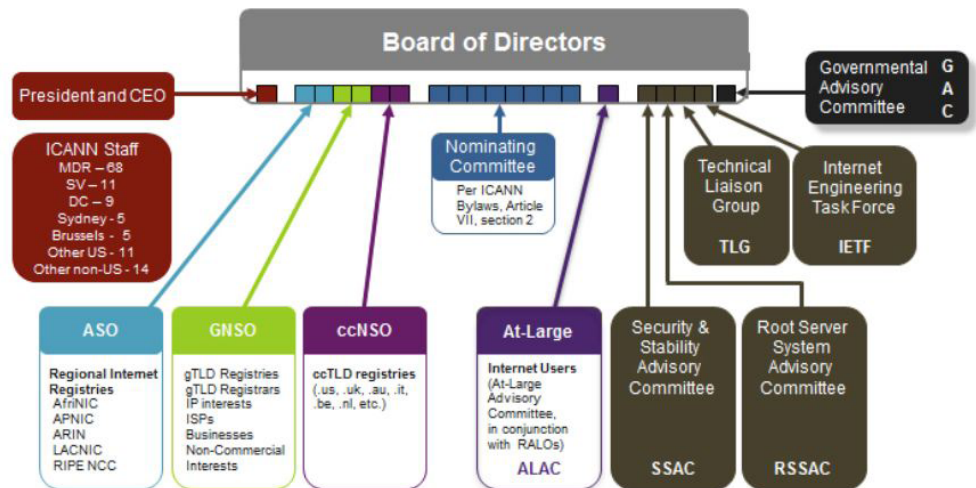 Board of Directors
President and CEO
Governmental G
Advisory A
Committee C
ICANN Staff
MDR – 68
SV – 11
DC – 9
Sydney - 5
Brussels - 5
Other US - 11
Other non-US - 14
Nominating
Committee
Per ICANN
Bylaws, Article
VII, section 2
Technical
Liaison
Group
TLG
Internet
Engineering
Task Force
IETF
ASO
Regional Internet
Registries
AfriNIC
APNIC
ARIN
LACNIC
RIPE NCC
GNSO
gTLD Registries
gTLD Registrars
IP interests
ISPs
Businesses
Non-Commercial
Interests
ccNSO
ccTLD registries
(.us, .uk, .au, .it,
.be, .nl, etc.)
At-Large
Internet Users
(At-Large
Advisory
Committee,
in conjunction
with RALOs)
ALAC
Security &
Stability
Advisory
Committee
SSAC
Root Server
System
Advisory
Committee
RSSAC